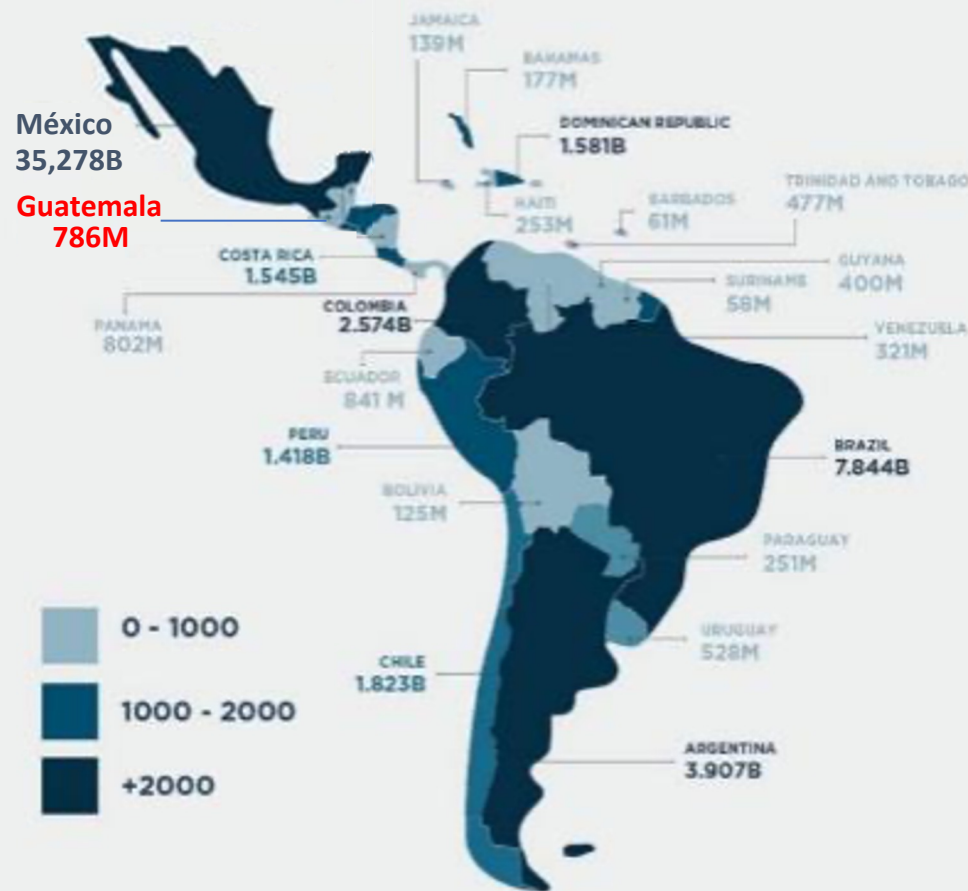 JAMAICA
139M
BAHAMAS
177M
México
35,278B
DOMINICAN REPUBLIC
1.581B
TRINIDAD AND TOBAGO
477M
Guatemala
786M
HAITI
253M
BARBADOS
61M
COSTA RICA
1.545B
GUYANA
400M
SURINAME
58M
PANAMA
802M
COLOMBIA
2.574B
VENEZUELA
321M
ECUADOR
841 M
PERU
1.418B
BRAZIL
7.844B
BOLIVIA
125M
PARAGUAY
251M
0 - 1000
URUGUAY
528M
CHILE
1.823B
1000 - 2000
ARGENTINA
3.907B
+2000